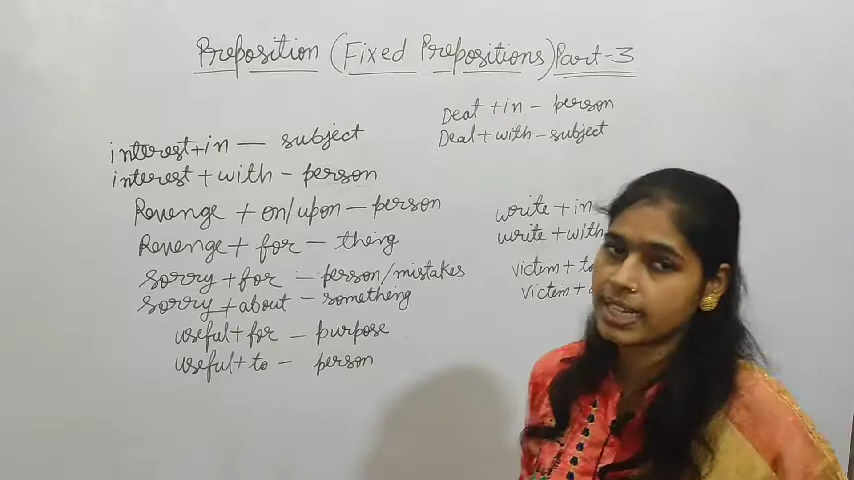 Preposition (Fixed Prepositions) Part-3
interest+in — subject
interest + with - person
Revenge + on/upon - person
Revenge + for - thing
sorry + for - person/mistakes
sorry + about - something
useful + for - purpose
useful + to - person
Deal + in - person
Deal + with - subject
write + in
write + with
victim + to
victim +